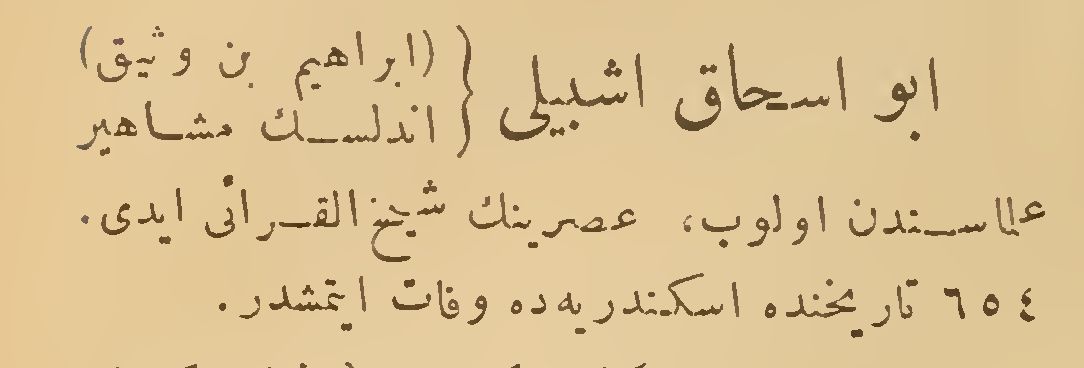 ابو اسحاق اشبیلی { (ابراهیم بن وثیق)
اندلسك مشاهیر
علماسندن اولوب، عصرینك شیخ القرائی ایدی.
٦٥٤ تاریخنده اسكندریه‌ده وفات ایتمشدر.